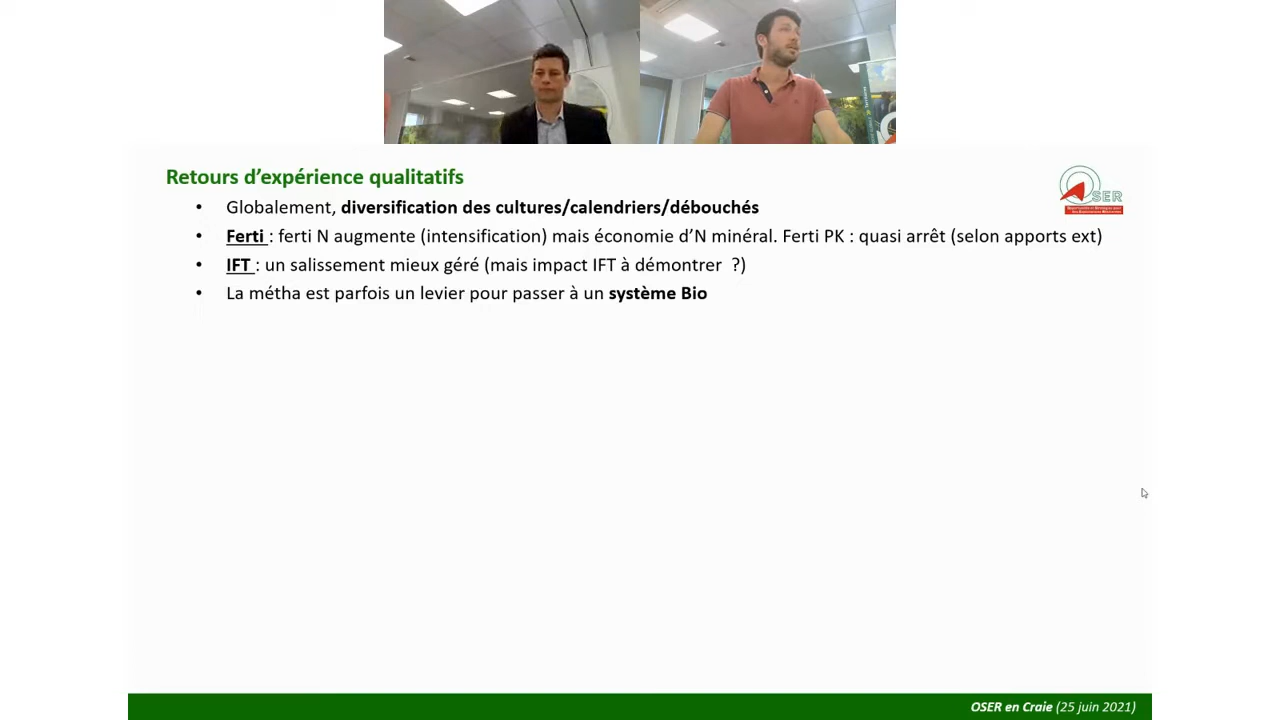 Retours d'expérience qualitatifs
• Globalement, diversification des cultures/calendriers/débouchés
• Ferti : ferti N augmente (intensification) mais économie d'N minéral. Ferti PK : quasi arrêt (selon apports ext)
• IFT : un salissement mieux géré (mais impact IFT à démontrer ?)
• La métha est parfois un levier pour passer à un système Bio
OSER
OSER en Craie (25 juin 2021)